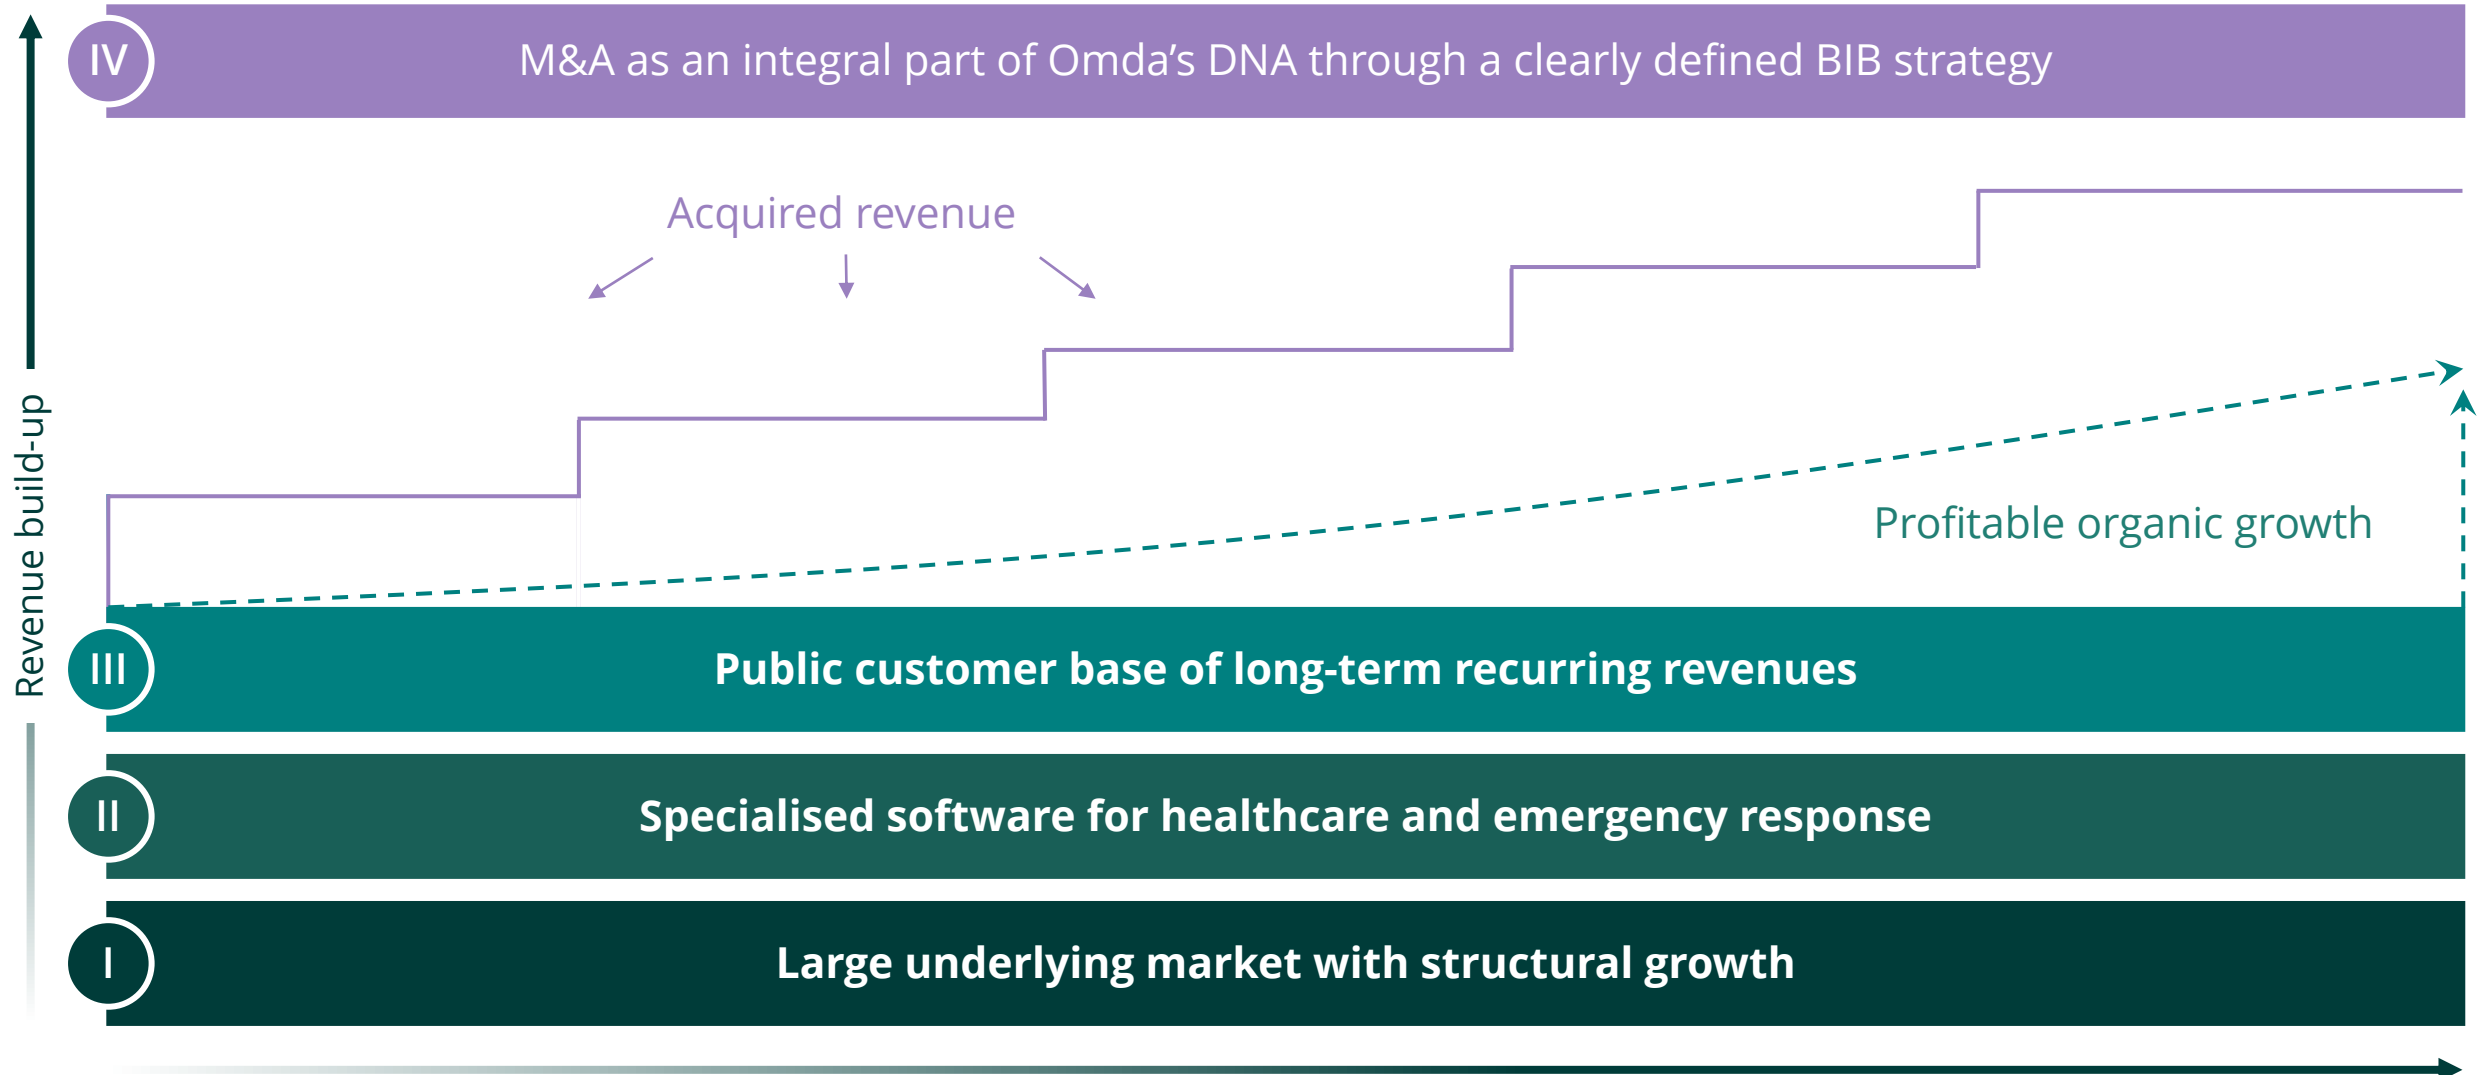 IV
M&A as an integral part of Omda’s DNA through a clearly defined BIB strategy
Acquired revenue
Revenue build-up
Profitable organic growth
III
Public customer base of long-term recurring revenues
II
Specialised software for healthcare and emergency response
I
Large underlying market with structural growth